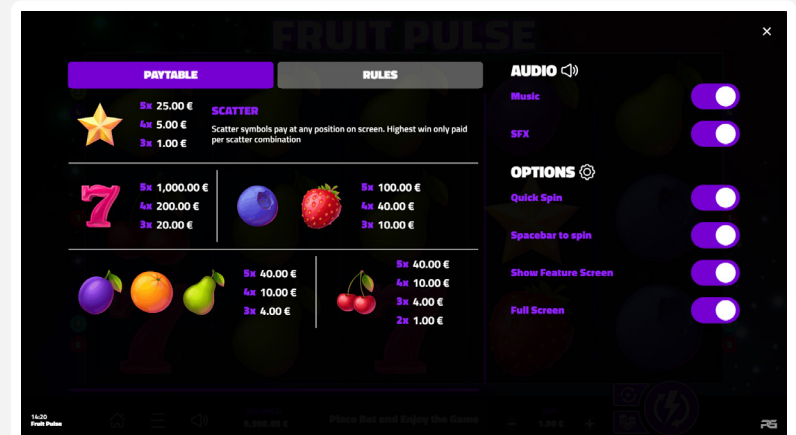 FRUIT PULSE
PAYTABLE
RULES
5x 25.00 €
4x 5.00 €
3x 1.00 €
SCATTER
Scatter symbols pay at any position on screen. Highest win only paid
per scatter combination
5x 1,000.00 €
4x 200.00 €
3x 20.00 €
5x 100.00 €
4x 40.00 €
3x 10.00 €
5x 40.00 €
4x 10.00 €
3x 4.00 €
5x 40.00 €
4x 10.00 €
3x 4.00 €
2x 1.00 €
AUDIO
Music
SFX
OPTIONS
Quick Spin
Spacebar to spin
Show Feature Screen
Full Screen
14:20
Fruit Pulse
Place Bet and Enjoy the Game
1.00 €